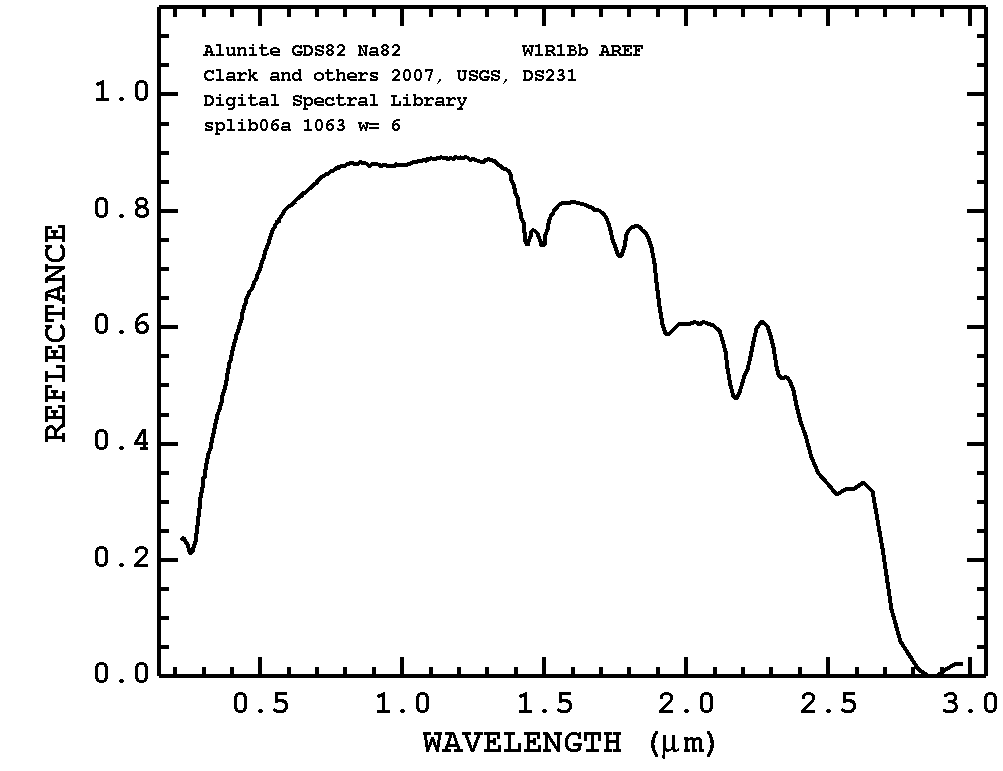 Alunite GDS82 Na82 W1R1Bb AREF
Clark and others 2007, USGS, DS231
Digital Spectral Library
splib06a 1063 w= 6
1.0
0.8
0.6
0.4
0.2
0.0
REFLECTANCE
0.5 1.0 1.5 2.0 2.5 3.0
WAVELENGTH (μm)